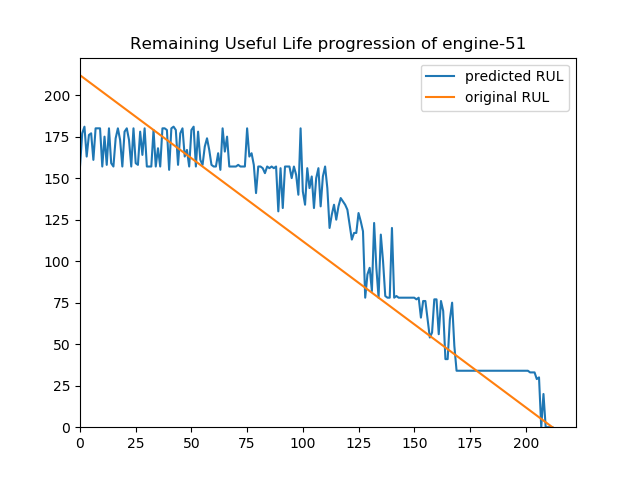 Remaining Useful Life progression of engine-51
predicted RUL
original RUL
200
175
150
125
100
75
50
25
0
0 25 50 75 100 125 150 175 200